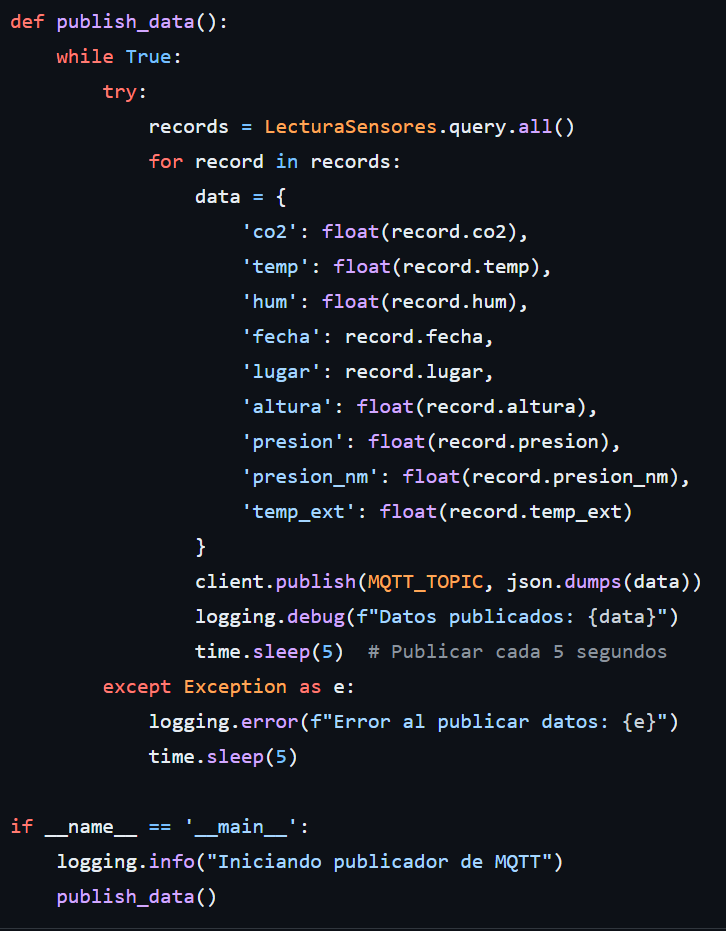 def publish_data():
    while True:
        try:
            records = LecturaSensores.query.all()
            for record in records:
                data = {
                    'co2': float(record.co2),
                    'temp': float(record.temp),
                    'hum': float(record.hum),
                    'fecha': record.fecha,
                    'lugar': record.lugar,
                    'altura': float(record.altura),
                    'presion': float(record.presion),
                    'presion_nm': float(record.presion_nm),
                    'temp_ext': float(record.temp_ext)
                }
                client.publish(MQTT_TOPIC, json.dumps(data))
                logging.debug(f"Datos publicados: {data}")
                time.sleep(5)  # Publicar cada 5 segundos
        except Exception as e:
            logging.error(f"Error al publicar datos: {e}")
            time.sleep(5)

if __name__ == '__main__':
    logging.info("Iniciando publicador de MQTT")
    publish_data()